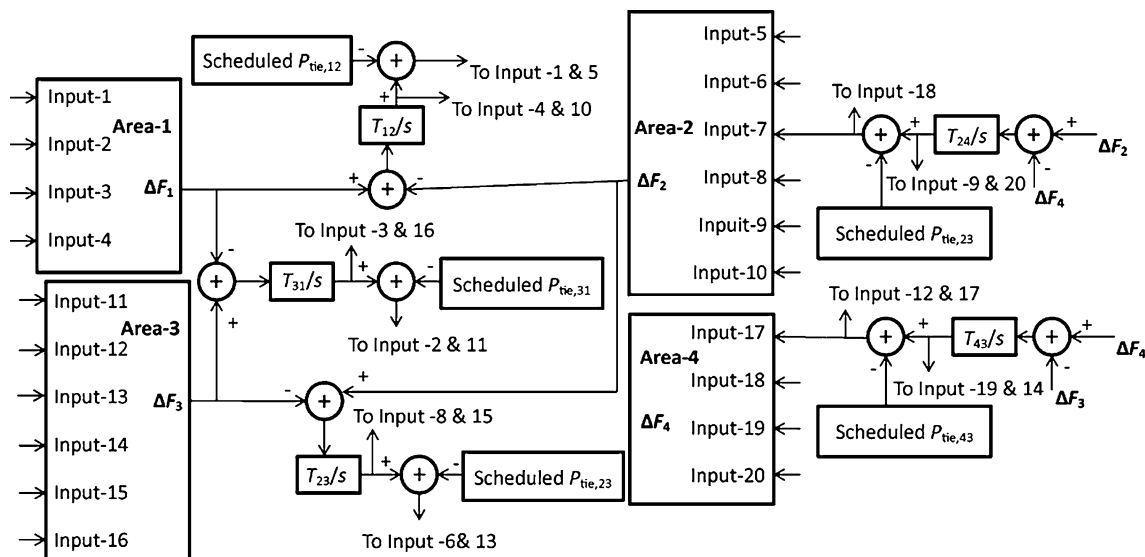 Scheduled P_tie,12
-
+
To Input -1 & 5
+
To Input -4 & 10
T_12/s
Input-1
Input-2
Input-3
Input-4
Area-1
ΔF_1
+
+
-
-
+
+
T_31/s
To Input -3 & 16
+
+
-
Scheduled P_tie,31
To Input -2 & 11
Input-11
Input-12
Input-13
Input-14
Input-15
Input-16
Area-3
ΔF_3
-
+
+
T_23/s
To Input -8 & 15
+
+
-
Scheduled P_tie,23
To Input -6& 13
Input-5
Input-6
Input-7
Input-8
Inpuit-9
Input-10
Area-2
ΔF_2
To Input -18
+
+
-
T_24/s
+
+
-
ΔF_2
ΔF_4
To Input -9 & 20
Scheduled P_tie,23
Input-17
Input-18
Input-19
Input-20
Area-4
ΔF_4
To Input -12 & 17
+
+
-
T_43/s
+
+
-
ΔF_4
ΔF_3
To Input -19 & 14
Scheduled P_tie,43